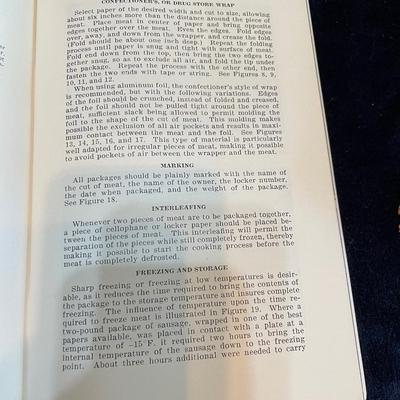 CONFECTIONER'S, OR DRUG STORE WRAP
Select paper of the desired width and cut to size, allowing
about six inches more than the distance around the piece of
meat. Place meat in center of paper and bring opposite
edges together over the meat. Even the edges. Fold edges
over, away, and down from the wrapper, and crease the fold.
(Fold should be about one inch deep.) Repeat the folding
process until paper is snug and tight with surface of meat.
Fold end down from the top, then bring the two edges to-
gether snug, so as to exclude all air, and fold the tip under
the package. Repeat the process with the other end, then
fasten the two ends with tape or string. See Figures 8, 9,
10, 11, and 12.
When using aluminum foil, the confectioner's style of wrap
is recommended, but with the following variations. Edges
of the foil should be crunched, instead of folded and creased,
and the foil should not be pulled tight around the piece of
meat, sufficient slack being allowed to permit molding the
foil to the shape of the cut of meat. This molding makes
possible the exclusion of all air pockets and results in maxi-
mum contact between the meat and the foil. See Figures
13, 14, 15, 16, and 17. This type of material is particularly
well adapted for irregular pieces of meat, making it possible
to avoid pockets of air between the wrapper and the meat.
MARKING
All packages should be plainly marked with the name of
the cut of meat, the name of the owner, the locker number,
the date when packaged, and the weight of the package.
See Figure 18.
INTERLEAFING
Whenever two pieces of meat are to be packaged together,
a piece of cellophane or locker paper should be placed be-
tween the pieces of meat. This interleafing will permit the
separation of the pieces while still completely frozen, thereby
making it possible to start the cooking process before the
meat is completely defrosted.
FREEZING AND STORAGE
Sharp freezing or freezing at low temperatures is desir-
able, as it reduces the time required to bring the contents of
the package to the storage temperature and insures complete
freezing. The influence of temperature upon the time re-
quired to freeze meat is illustrated in Figure 19. Where a
two-pound package of sausage, wrapped in one of the best
papers available, was placed in contact with a plate at a
temperature of –15°F, it required two hours to bring the
internal temperature of the sausage down to the freezing
point. About three hours additional were needed to carry